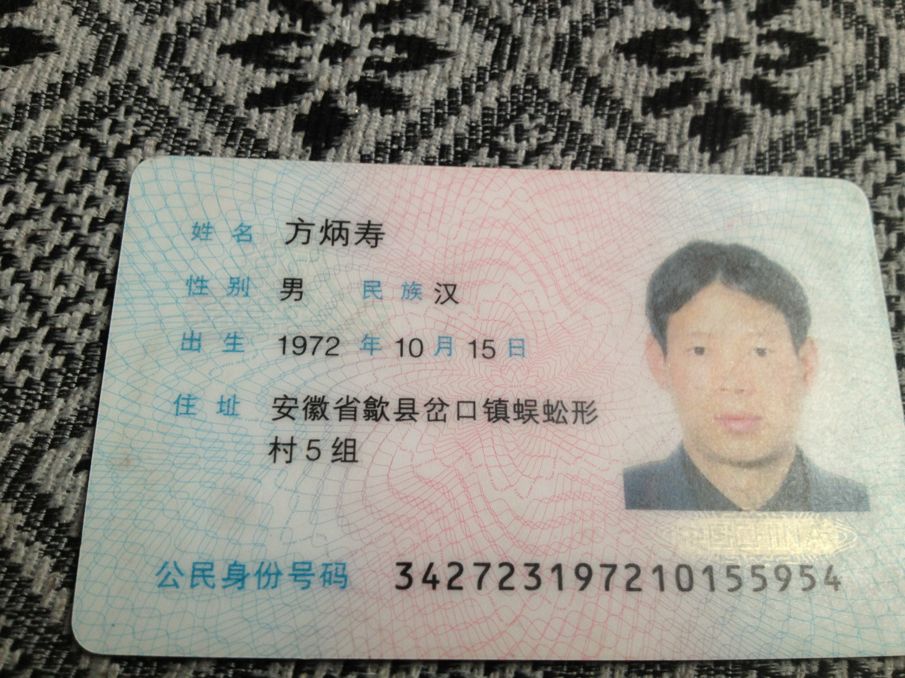 姓名 方炳寿
性别 男 民族 汉
出生 1972 年 10 月 15 日
住址 安徽省歙县岔口镇蜈蚣形
村5组
公民身份号码 342723197210155954